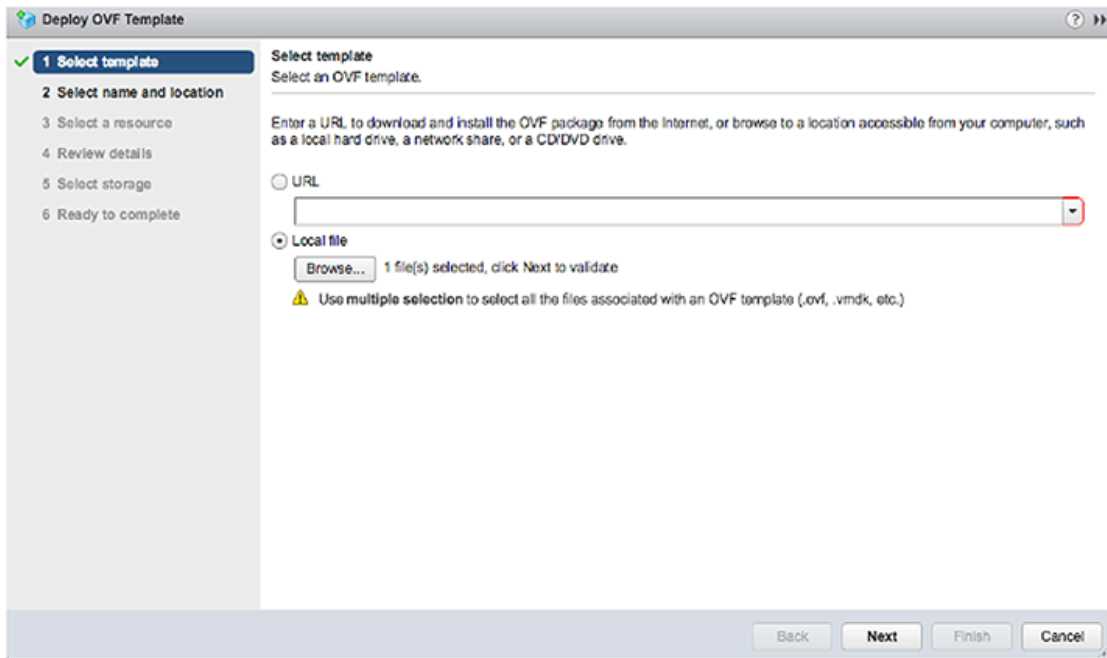 Deploy OVF Template
?
1 Select template
2 Select name and location
3 Select a resource
4 Review details
5 Select storage
6 Ready to complete
Select template
Select an OVF template.
Enter a URL to download and install the OVF package from the Internet, or browse to a location accessible from your computer, such
as a local hard drive, a network share, or a CD/DVD drive.
URL
Local file
Browse... 1 file(s) selected, click Next to validate
Use multiple selection to select all the files associated with an OVF template (.ovf, .vmdk, etc.)
Back Next Finish Cancel